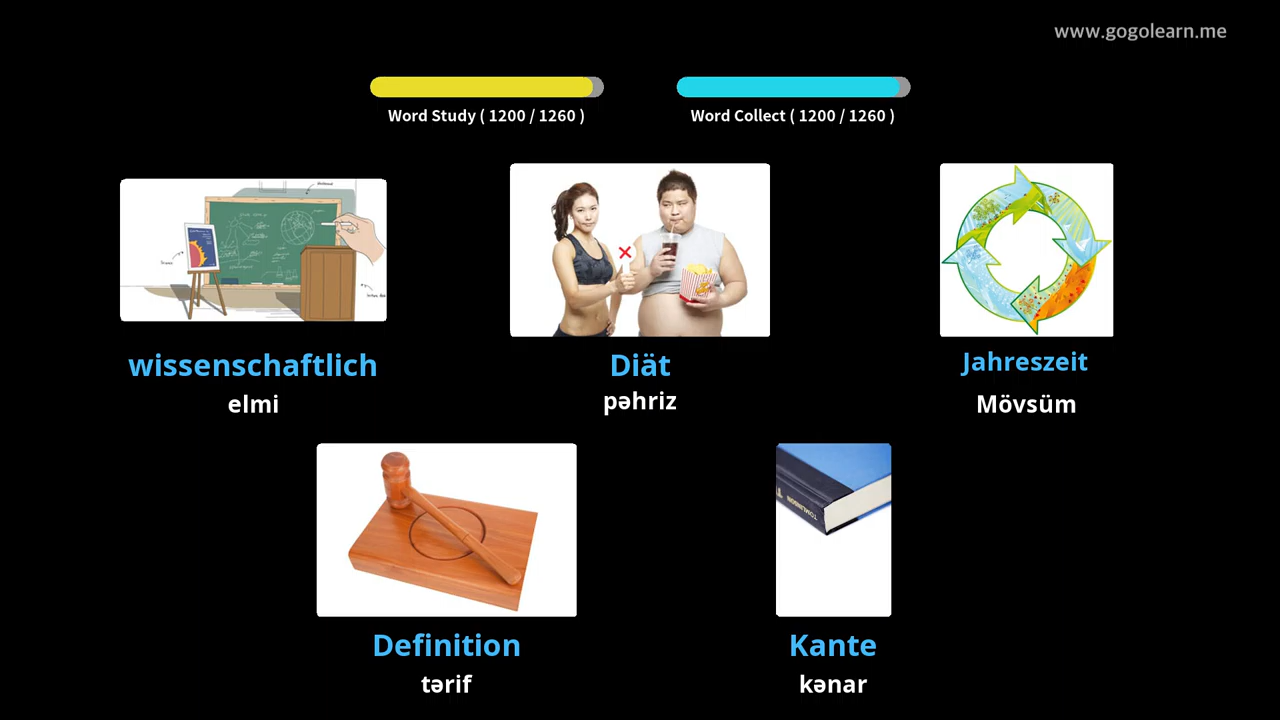 www.gogolearn.me
Word Study ( 1200 / 1260 )
Word Collect ( 1200 / 1260 )
wissenschaftlich
elmi
Diät
pəhriz
Jahreszeit
Mövsüm
TOMLINSON
Definition
tərif
Kante
kənar